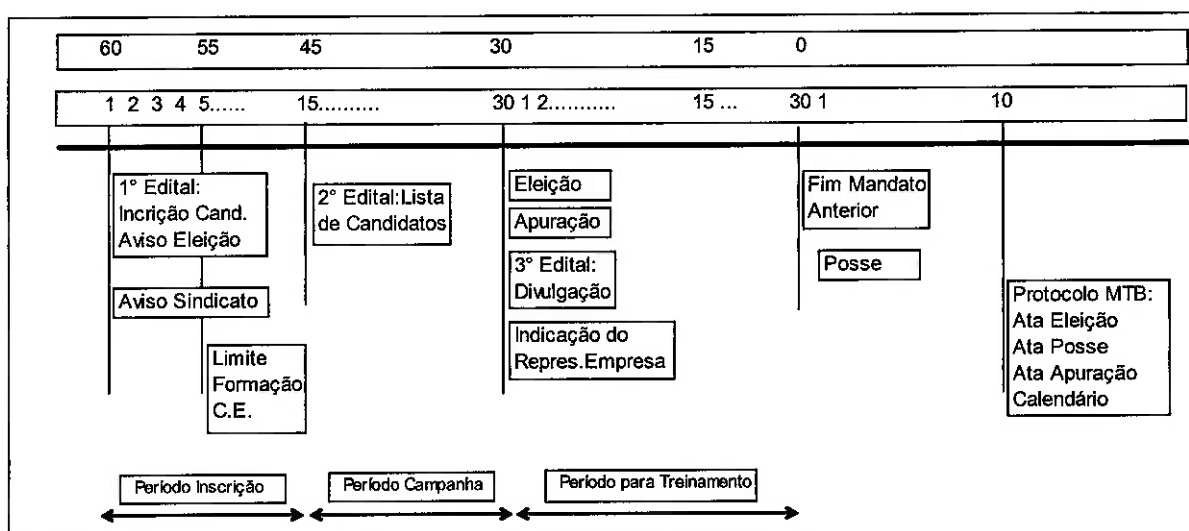 60 55 45 30 15 0
1 2 3 4 5...... 15.......... 30 1 2........... 15 ... 30 1 10
1° Edital:
Incrição Cand.
Aviso Eleição
Aviso Sindicato
Limite
Formação
C.E.
2° Edital:Lista
de Candidatos
Eleição
Apuração
3° Edital:
Divulgação
Indicação do
Repres.Empresa
Fim Mandato
Anterior
Posse
Protocolo MTB:
Ata Eleição
Ata Posse
Ata Apuração
Calendário
Período Inscrição
Período Campanha
Período para Treinamento